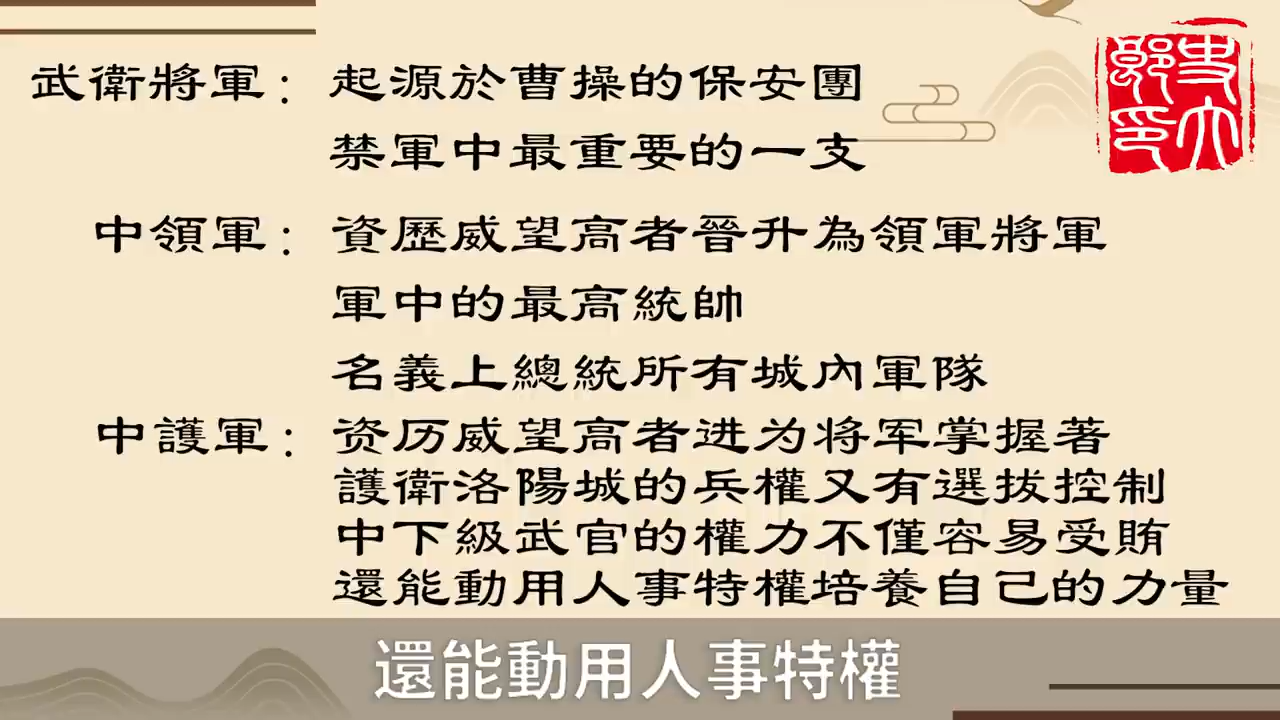 武衛將軍：起源於曹操的保安團
禁軍中最重要的一支
中領軍：資歷威望高者晉升為領軍將軍
軍中的最高統帥
名義上總統所有城內軍隊
中護軍：资历威望高者进为将军掌握著
護衛洛陽城的兵權又有選拔控制
中下級武官的權力不僅容易受賄
還能動用人事特權培養自己的力量
還能動用人事特權